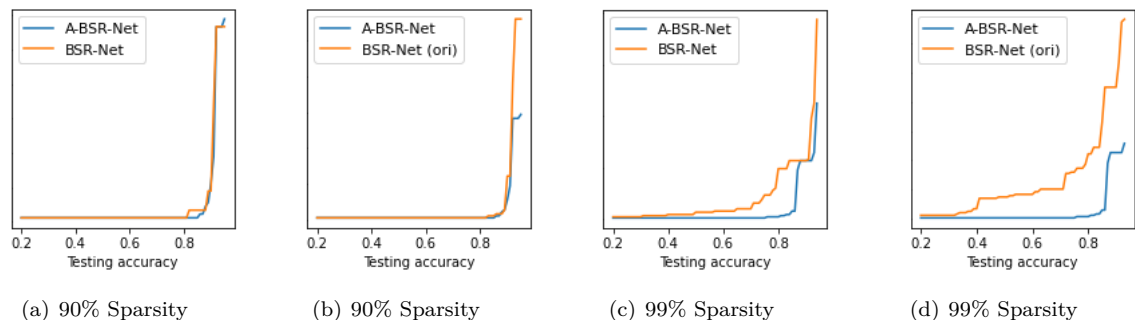 A-BSR-Net
BSR-Net
0.2 0.4 0.6 0.8
Testing accuracy
(a) 90% Sparsity
A-BSR-Net
BSR-Net (ori)
0.2 0.4 0.6 0.8
Testing accuracy
(b) 90% Sparsity
A-BSR-Net
BSR-Net
0.2 0.4 0.6 0.8
Testing accuracy
(c) 99% Sparsity
A-BSR-Net
BSR-Net (ori)
0.2 0.4 0.6 0.8
Testing accuracy
(d) 99% Sparsity